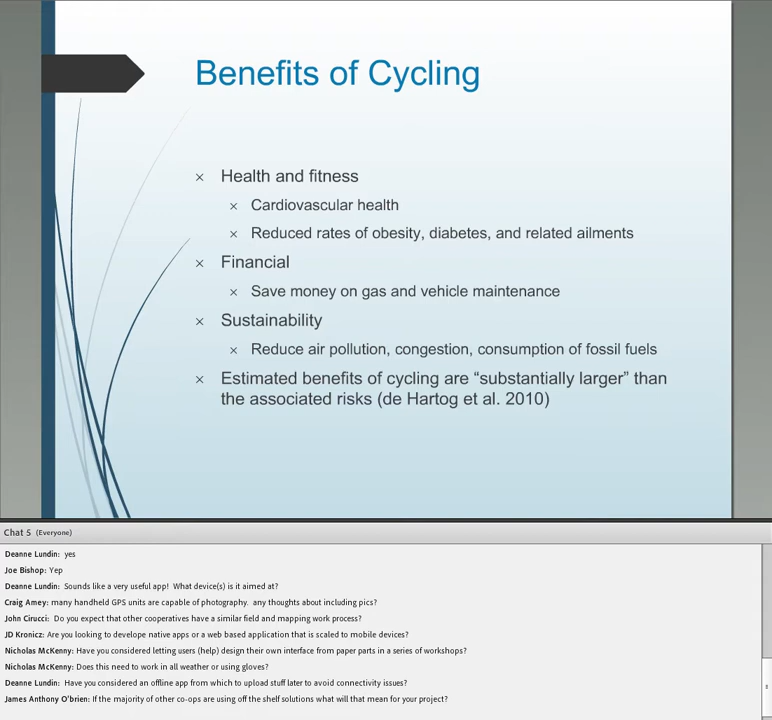 Benefits of Cycling
× Health and fitness
× Cardiovascular health
× Reduced rates of obesity, diabetes, and related ailments
× Financial
× Save money on gas and vehicle maintenance
× Sustainability
× Reduce air pollution, congestion, consumption of fossil fuels
× Estimated benefits of cycling are “substantially larger” than
the associated risks (de Hartog et al. 2010)
Chat 5 (Everyone)
Deanne Lundin: yes
Joe Bishop: Yep
Deanne Lundin: Sounds like a very useful app! What device(s) is it aimed at?
Craig Amey: many handheld GPS units are capable of photography. any thoughts about including pics?
John Cirucci: Do you expect that other cooperatives have a similar field and mapping work process?
JD Kronicz: Are you looking to develope native apps or a web based application that is scaled to mobile devices?
Nicholas McKenny: Have you considered letting users (help) design their own interface from paper parts in a series of workshops?
Nicholas McKenny: Does this need to work in all weather or using gloves?
Deanne Lundin: Have you considered an offline app from which to upload stuff later to avoid connectivity issues?
James Anthony O'brien: If the majority of other co-ops are using off the shelf solutions what will that mean for your project?